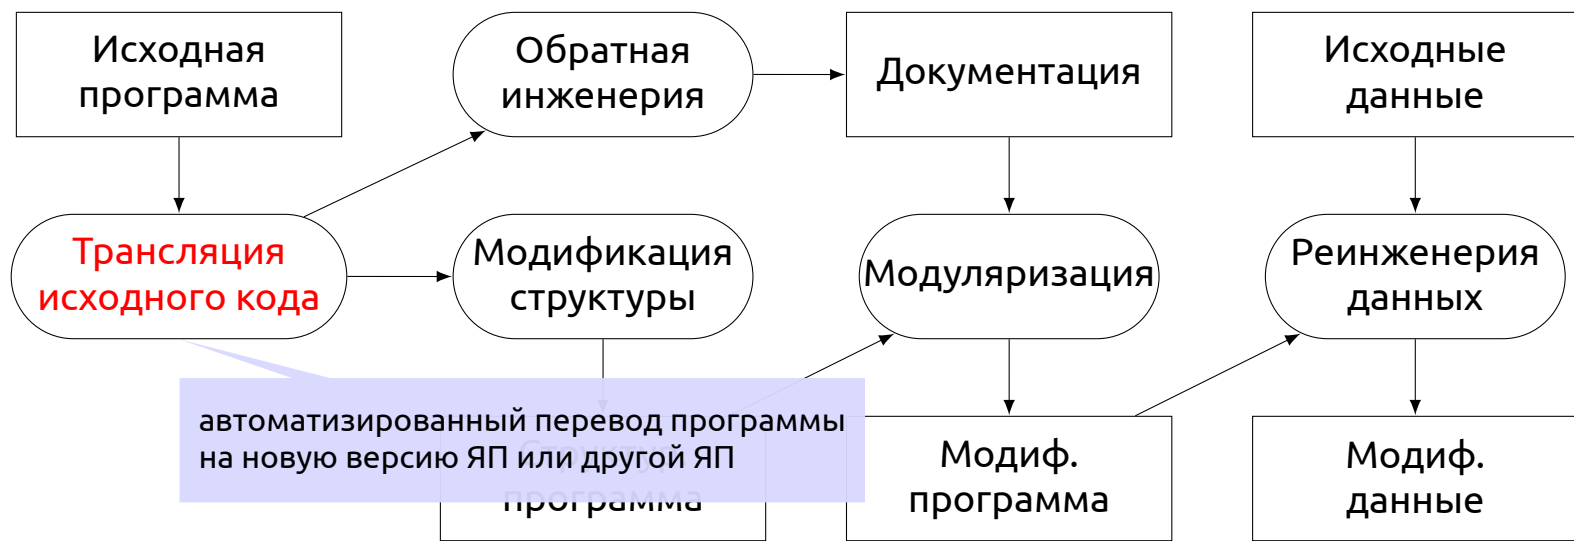 Исходная
программа
Обратная
инженерия
Документация
Исходные
данные
Трансляция
исходного кода
Модификация
структуры
Модуляризация
Реинженерия
данных
автоматизированный перевод программы
на новую версию ЯП или другой ЯП
программа
Модиф.
программа
Модиф.
данные